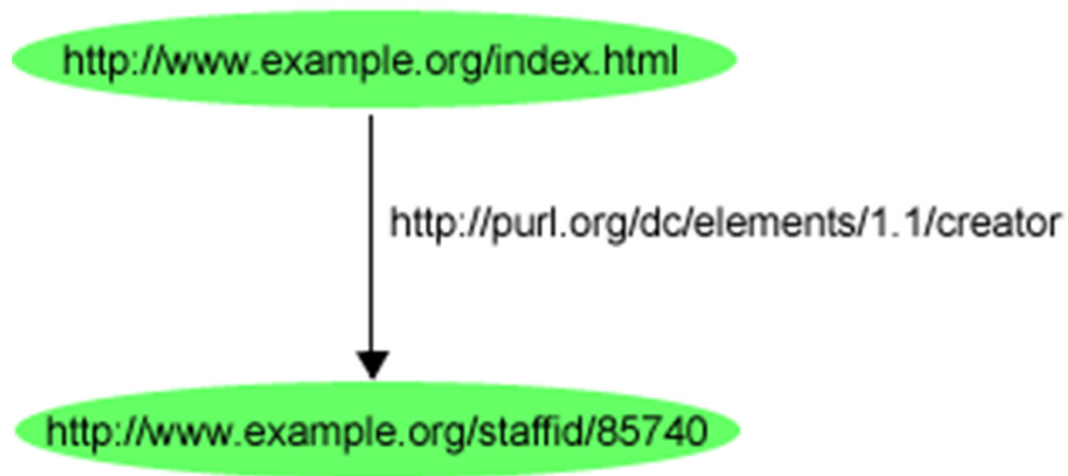 http://www.example.org/index.html
http://purl.org/dc/elements/1.1/creator
http://www.example.org/staffid/85740